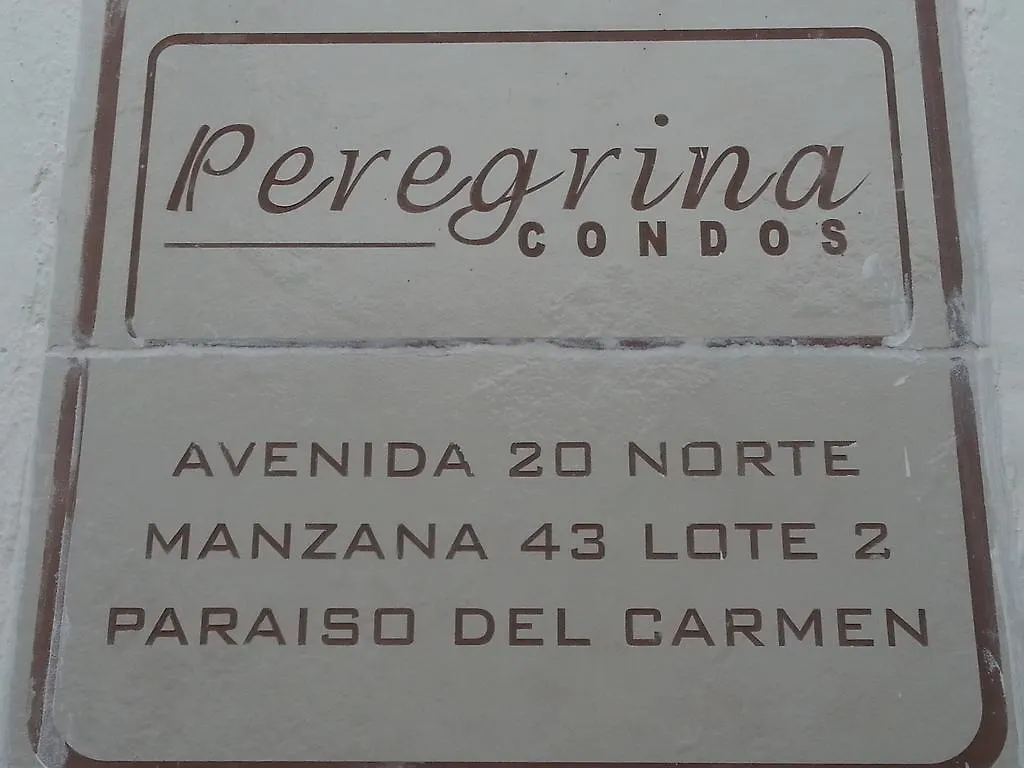 Peregrina
CONDOS
AVENIDA 20 NORTE
MANZANA 43 LOTE 2
PARAISO DEL CARMEN